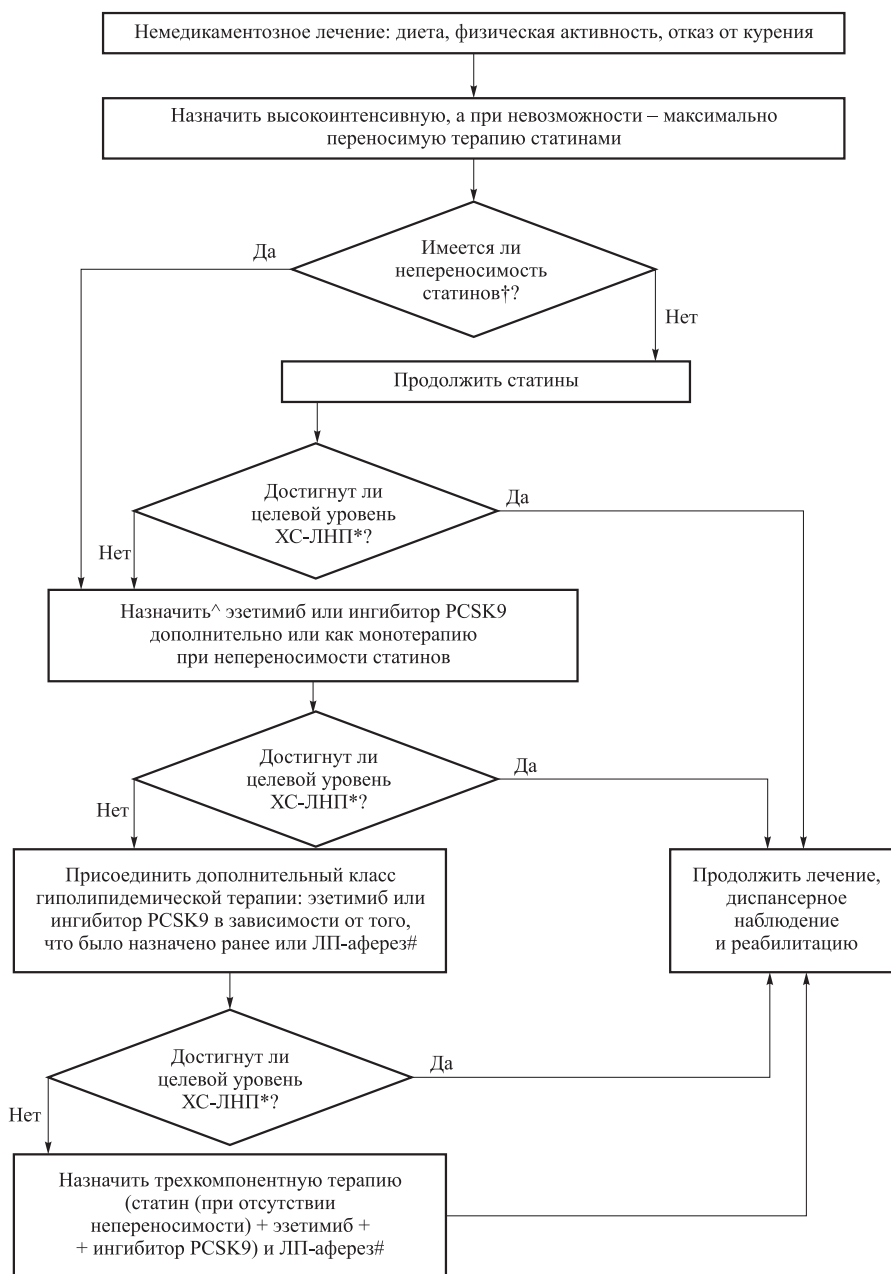 Немедикаментозное лечение: диета, физическая активность, отказ от курения
Назначить высокоинтенсивную, а при невозможности – максимально
переносимую терапию статинами
Имеется ли
непереносимость
статинов†?
Да
Нет
Продолжить статины
Достигнут ли
целевой уровень
ХС-ЛНП*?
Да
Нет
Назначить^ эзетимиб или ингибитор PCSK9
дополнительно или как монотерапию
при непереносимости статинов
Достигнут ли
целевой уровень
ХС-ЛНП*?
Да
Нет
Присоединить дополнительный класс
гиполипидемической терапии: эзетимиб или
ингибитор PCSK9 в зависимости от того,
что было назначено ранее или ЛП-аферез#
Продолжить лечение,
диспансерное
наблюдение
и реабилитацию
Достигнут ли
целевой уровень
ХС-ЛНП*?
Да
Нет
Назначить трехкомпонентную терапию
(статин (при отсутствии
непереносимости) + эзетимиб +
+ ингибитор PCSK9) и ЛП-аферез#